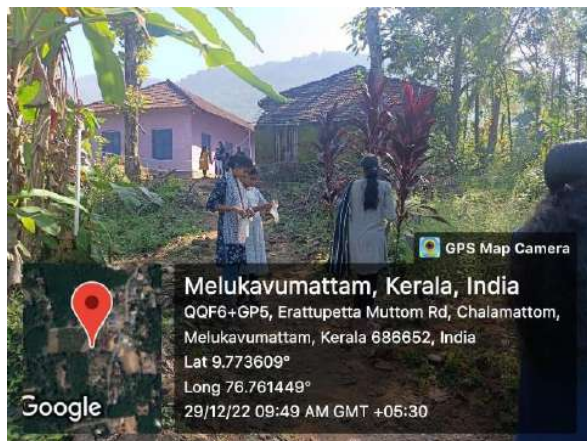 GPS Map Camera
Melukavumattam, Kerala, India
QQF6+GP5, Erattupetta Muttom Rd, Chalamattom,
Melukavumattam, Kerala 686652, India
Lat 9.773609°
Long 76.761449°
29/12/22 09:49 AM GMT +05:30
Google